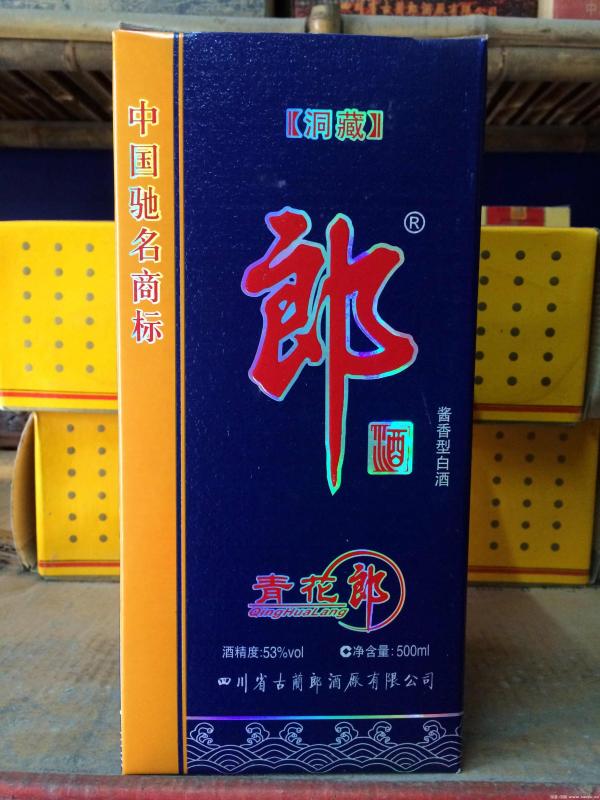 中国驰名商标
【洞藏】
郎®
酒
酱香型白酒
青花郎
QingHuaLang
酒精度:53%vol
净含量:500ml
四川省古蔺郎酒厂有限公司